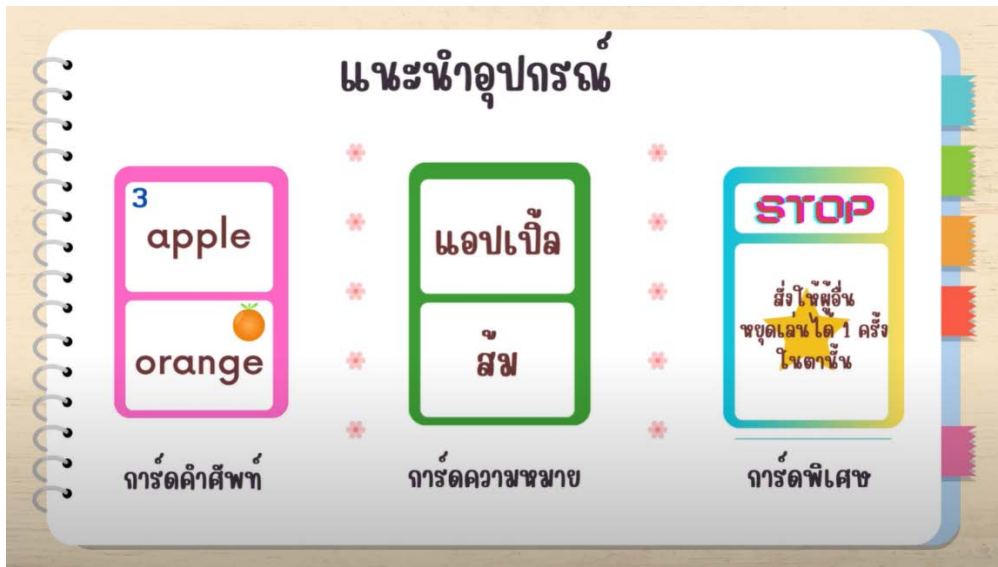 แนะนำอุปกรณ์
3
apple
orange
แอปเปิ้ล
ส้ม
STOP
สั่งให้ผู้อื่น
หยุดเล่นได้ 1 ครั้ง
ในตานั้น
การ์ดคำศัพท์
การ์ดความหมาย
การ์ดพิเศษ